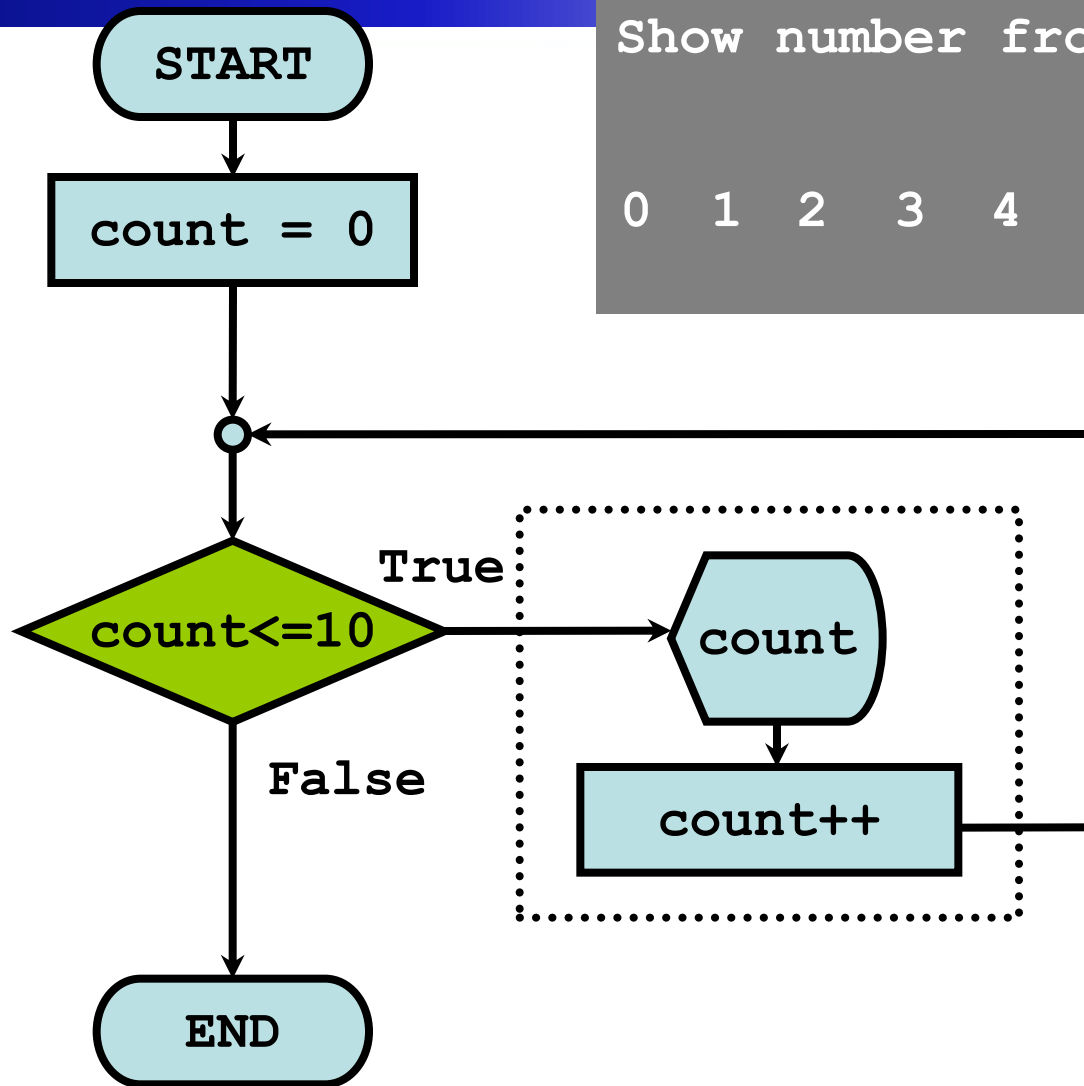 START
Show number
count = 0
0 1 2 3 4
True
count<=10
count
False
count++
END